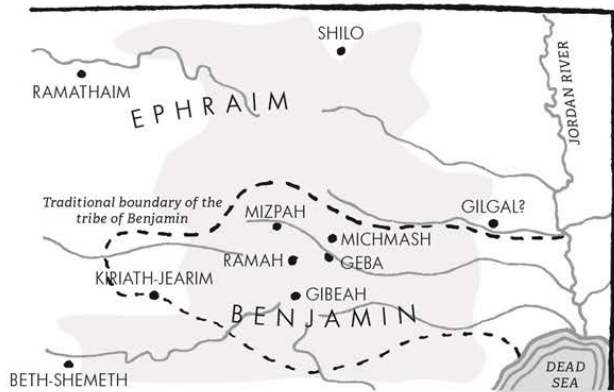 SHILO
RAMATHAIM
EPHRAIM
JORDAN RIVER
Traditional boundary of the
tribe of Benjamin
GILGAL?
MIZPAH
MICHMASH
RAMAH
GEBA
KIRIATH-JEARIM
GIBEAH
BENJAMIN
BETH-SHEMETH
DEAD
SEA